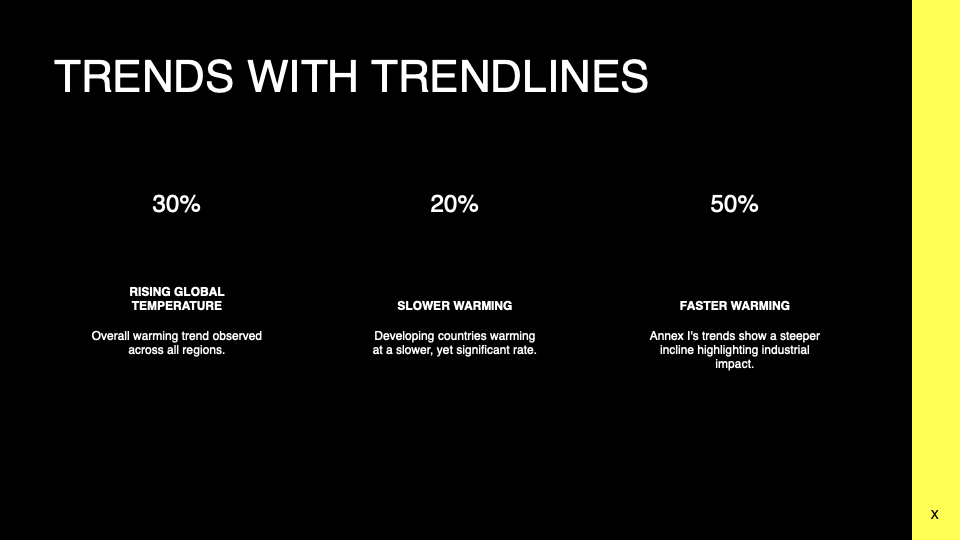 TRENDS WITH TRENDLINES
30%
20%
50%
RISING GLOBAL
TEMPERATURE
Overall warming trend observed
across all regions.
SLOWER WARMING
Developing countries warming
at a slower, yet significant rate.
FASTER WARMING
Annex I's trends show a steeper
incline highlighting industrial
impact.
X